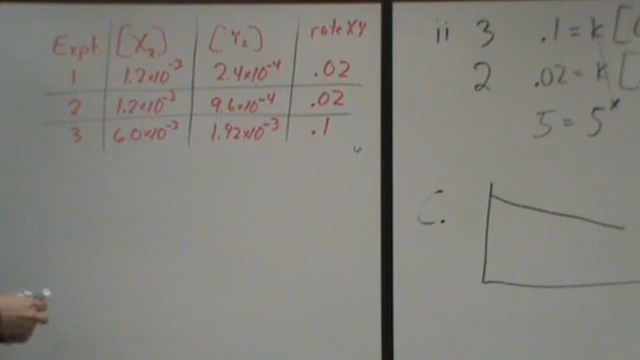 Expt. [X₂] [Y₂] rate XY
1 1.2×10⁻³ 2.4×10⁻⁴ .02
2 1.2×10⁻³ 9.6×10⁻⁴ .02
3 6.0×10⁻³ 1.92×10⁻³ .1
ii 3 .1 = k [
2 .02 = k [
5 = 5ˣ
C.